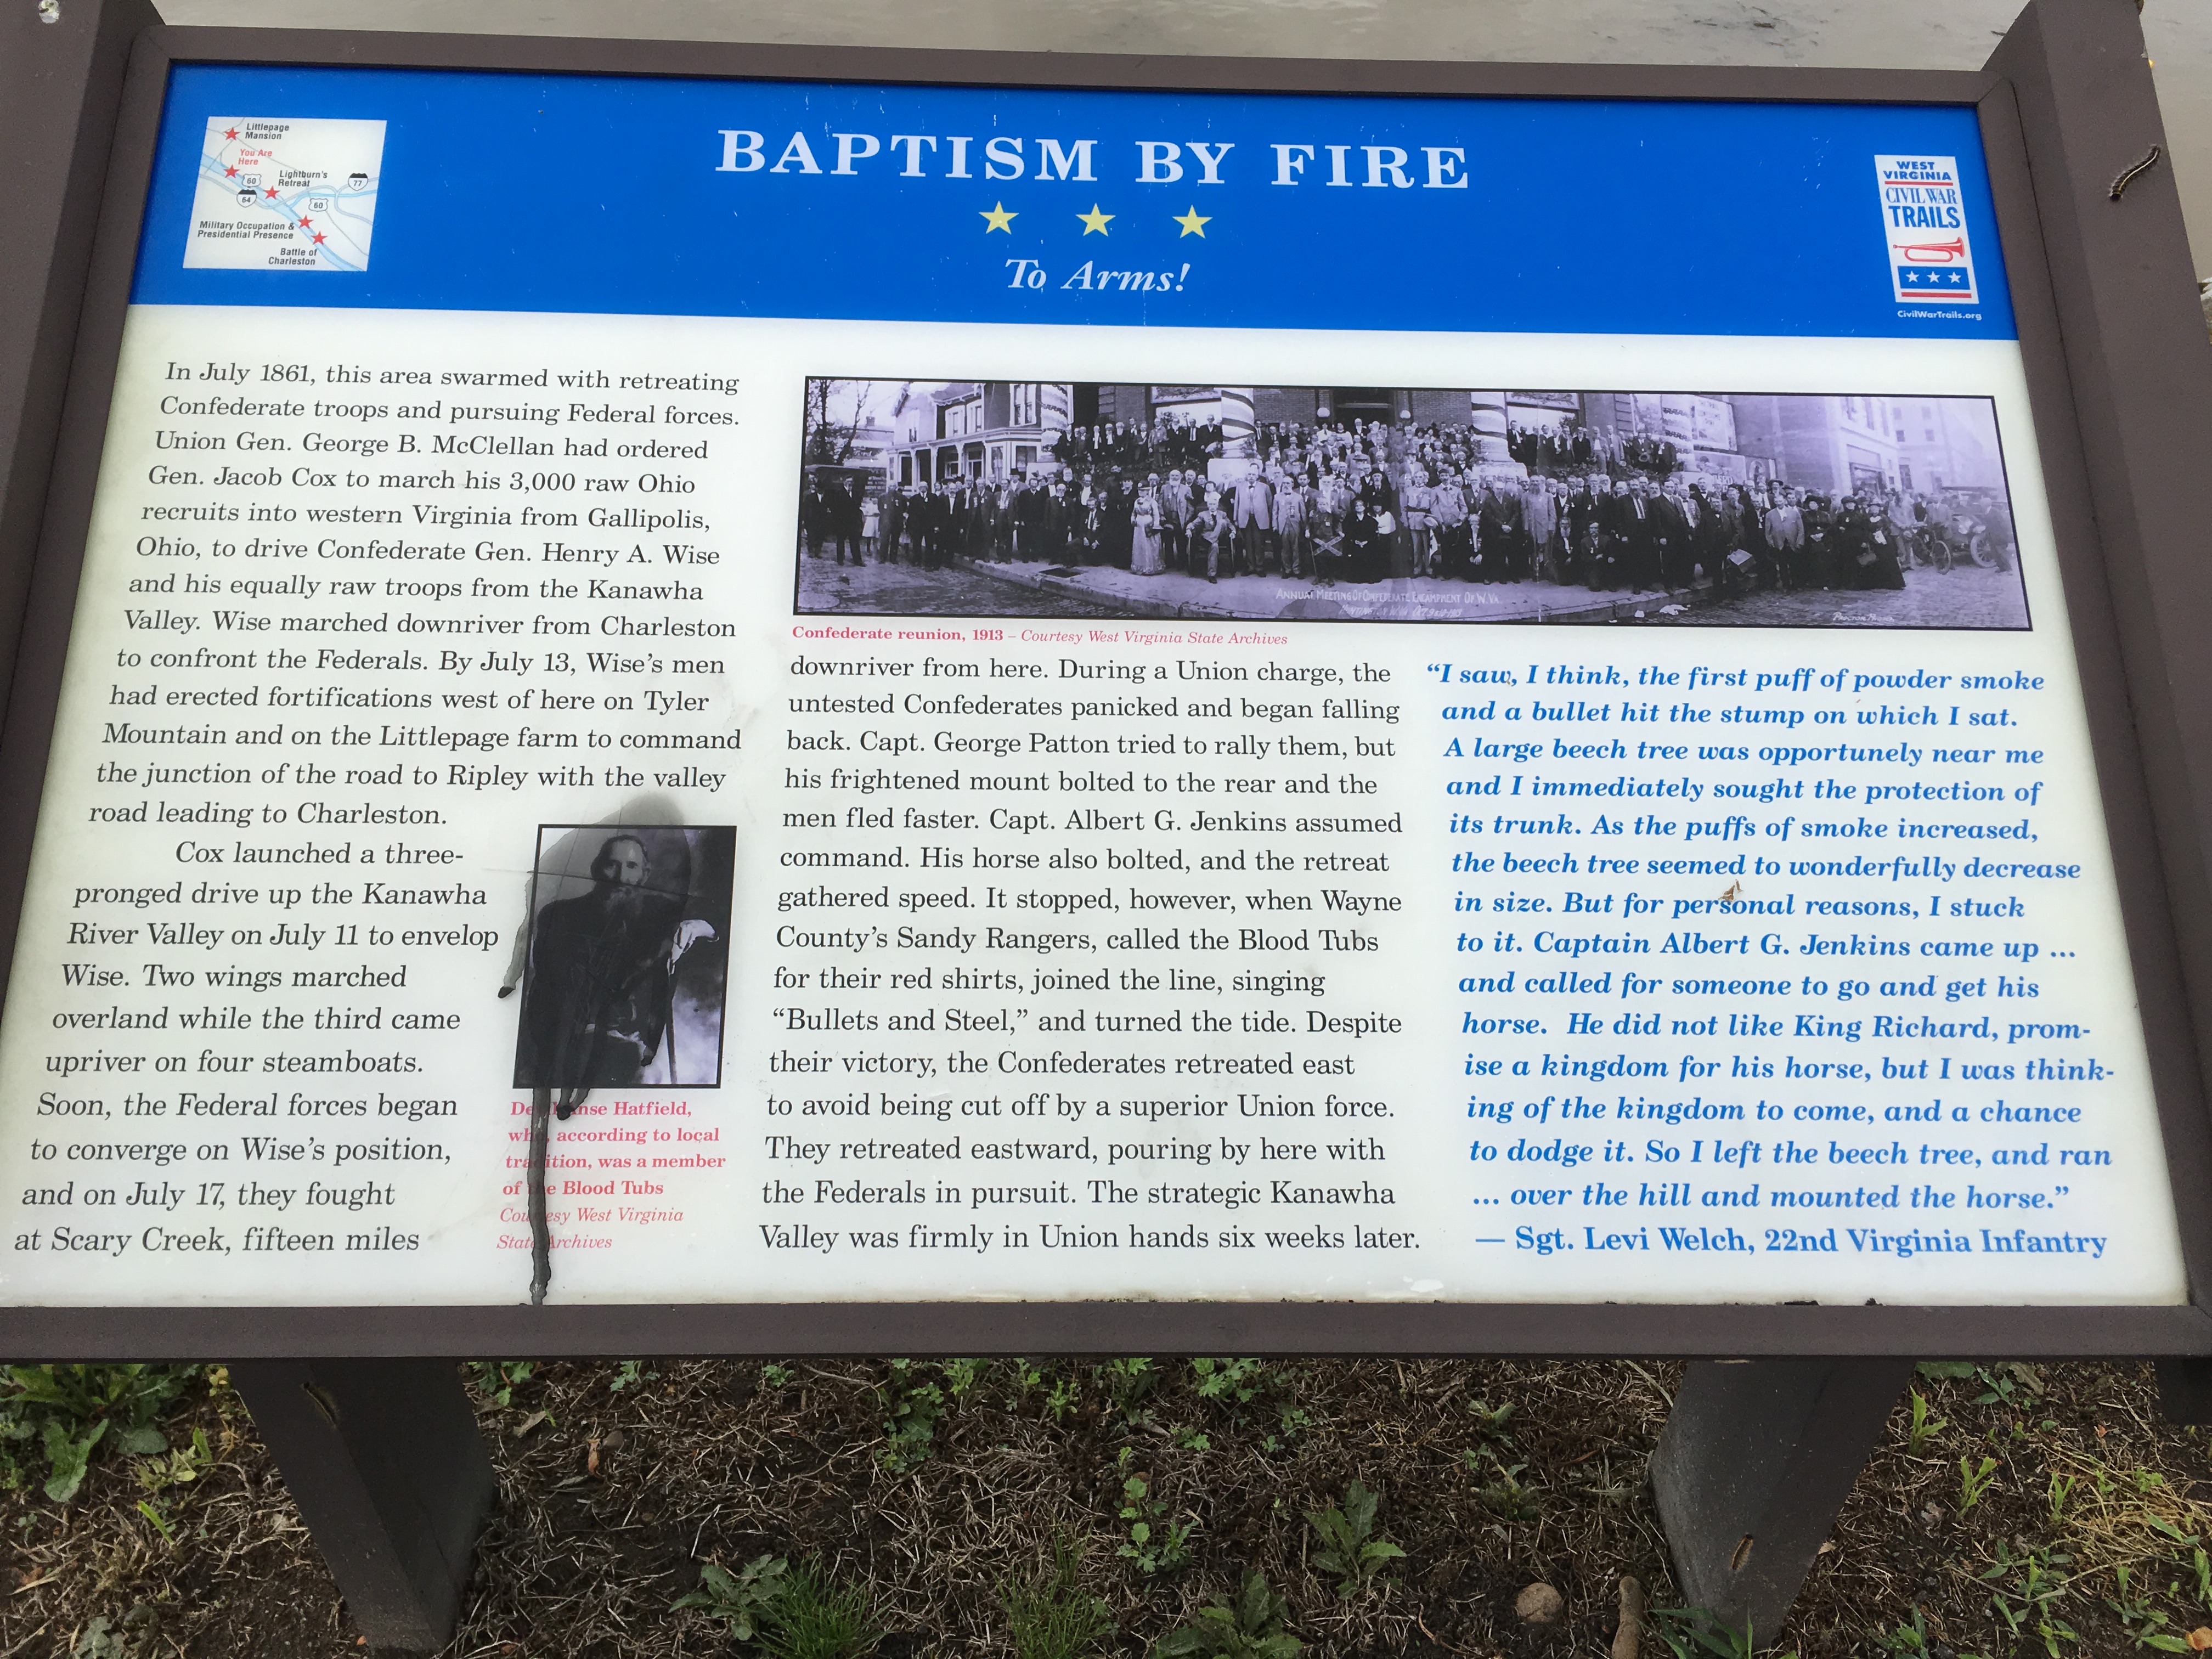 Littlepage
Mansion
You Are
Here
60
Lightburn's
Retreat
77
64
60
Military Occupation &
Presidential Presence
Battle of
Charleston
BAPTISM BY FIRE
To Arms!
WEST
VIRGINIA
CIVIL WAR
TRAILS
CivilWarTrails.org
In July 1861, this area swarmed with retreating
Confederate troops and pursuing Federal forces.
Union Gen. George B. McClellan had ordered
Gen. Jacob Cox to march his 3,000 raw Ohio
recruits into western Virginia from Gallipolis,
Ohio, to drive Confederate Gen. Henry A. Wise
and his equally raw troops from the Kanawha
Valley. Wise marched downriver from Charleston
to confront the Federals. By July 13, Wise's men
had erected fortifications west of here on Tyler
Mountain and on the Littlepage farm to command
the junction of the road to Ripley with the valley
road leading to Charleston.
Cox launched a three-
pronged drive up the Kanawha
River Valley on July 11 to envelop
Wise. Two wings marched
overland while the third came
upriver on four steamboats.
Soon, the Federal forces began
to converge on Wise's position,
and on July 17, they fought
at Scary Creek, fifteen miles
Hatfield,
who, according to local
tradition, was a member
of the Blood Tubs
Courtesy West Virginia
State Archives
ANNUAL MEETING OF CONFEDERATE ENCAMPMENT OF W. VA.
Confederate reunion, 1913 – Courtesy West Virginia State Archives
downriver from here. During a Union charge, the
untested Confederates panicked and began falling
back. Capt. George Patton tried to rally them, but
his frightened mount bolted to the rear and the
men fled faster. Capt. Albert G. Jenkins assumed
command. His horse also bolted, and the retreat
gathered speed. It stopped, however, when Wayne
County's Sandy Rangers, called the Blood Tubs
for their red shirts, joined the line, singing
"Bullets and Steel," and turned the tide. Despite
their victory, the Confederates retreated east
to avoid being cut off by a superior Union force.
They retreated eastward, pouring by here with
the Federals in pursuit. The strategic Kanawha
Valley was firmly in Union hands six weeks later.
"I saw, I think, the first puff of powder smoke
and a bullet hit the stump on which I sat.
A large beech tree was opportunely near me
and I immediately sought the protection of
its trunk. As the puffs of smoke increased,
the beech tree seemed to wonderfully decrease
in size. But for personal reasons, I stuck
to it. Captain Albert G. Jenkins came up ...
and called for someone to go and get his
horse. He did not like King Richard, prom-
ise a kingdom for his horse, but I was think-
ing of the kingdom to come, and a chance
to dodge it. So I left the beech tree, and ran
... over the hill and mounted the horse."
— Sgt. Levi Welch, 22nd Virginia Infantry